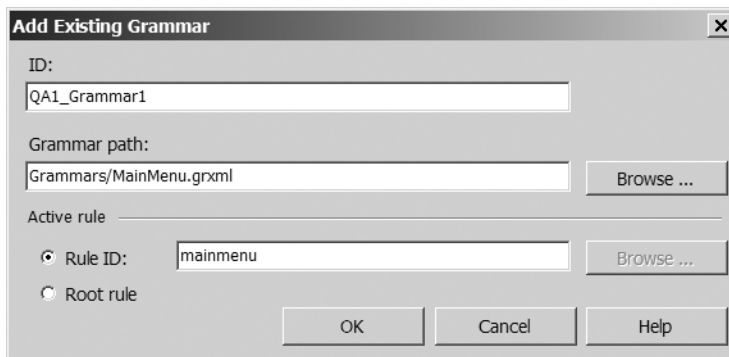 Add Existing Grammar
ID:
QA1_Grammar1
Grammar path:
Grammars/MainMenu.grxml
Browse ...
Active rule
Rule ID:
mainmenu
Browse ...
Root rule
OK
Cancel
Help